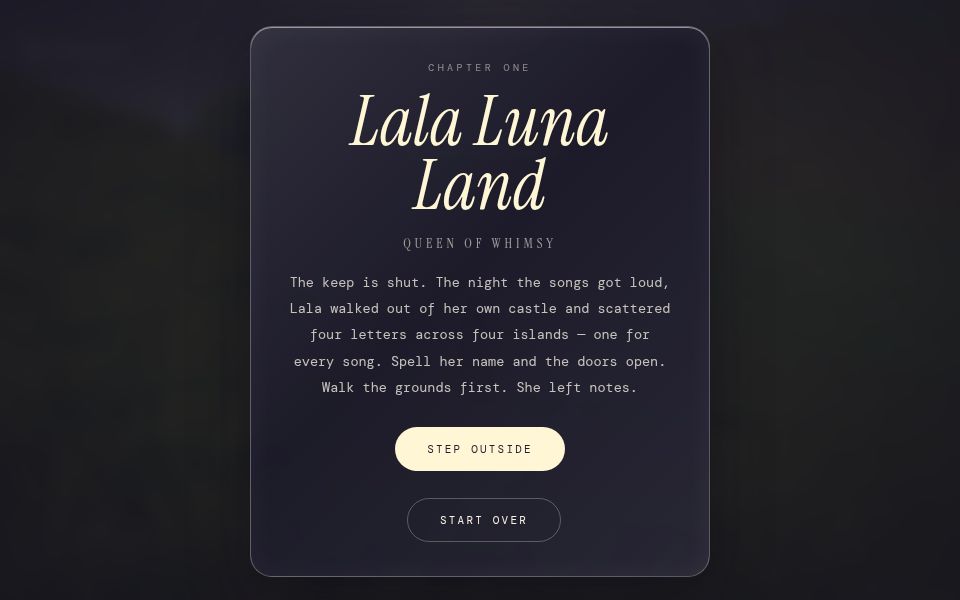 CHAPTER ONE
Lala Luna
Land
QUEEN OF WHIMSY
The keep is shut. The night the songs got loud,
Lala walked out of her own castle and scattered
four letters across four islands — one for
every song. Spell her name and the doors open.
Walk the grounds first. She left notes.
STEP OUTSIDE
START OVER